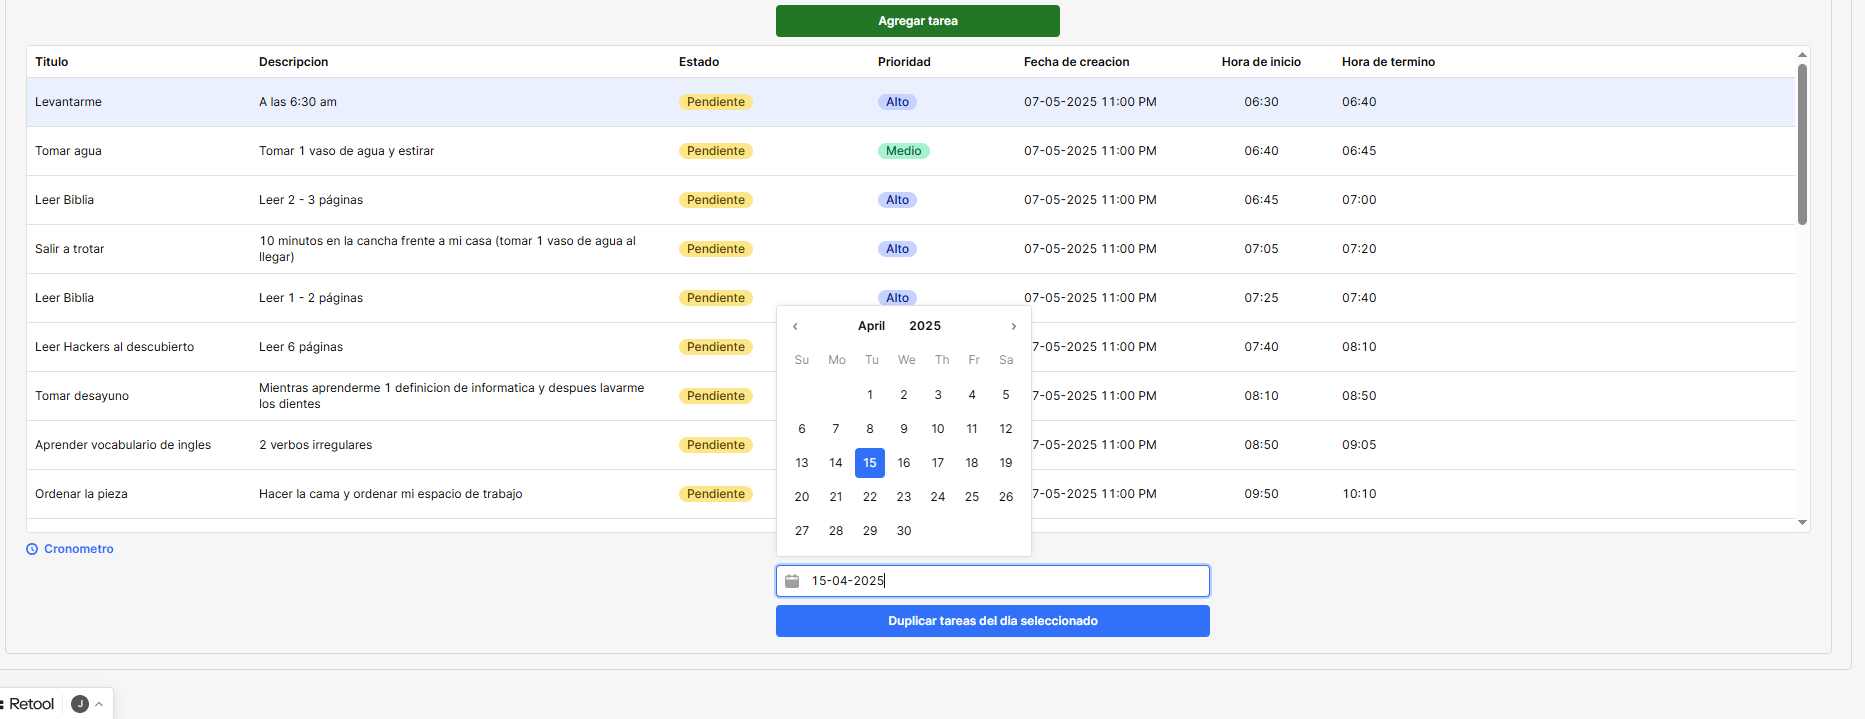 Agregar tarea
Titulo Descripcion Estado Prioridad Fecha de creacion Hora de inicio Hora de termino
Levantarme A las 6:30 am Pendiente Alto 07-05-2025 11:00 PM 06:30 06:40
Tomar agua Tomar 1 vaso de agua y estirar Pendiente Medio 07-05-2025 11:00 PM 06:40 06:45
Leer Biblia Leer 2 - 3 páginas Pendiente Alto 07-05-2025 11:00 PM 06:45 07:00
Salir a trotar 10 minutos en la cancha frente a mi casa (tomar 1 vaso de agua al
llegar) Pendiente Alto 07-05-2025 11:00 PM 07:05 07:20
Leer Biblia Leer 1 - 2 páginas Pendiente Alto 07-05-2025 11:00 PM 07:25 07:40
Leer Hackers al descubierto Leer 6 páginas Pendiente 7-05-2025 11:00 PM 07:40 08:10
Tomar desayuno Mientras aprenderme 1 definicion de informatica y despues lavarme
los dientes Pendiente 7-05-2025 11:00 PM 08:10 08:50
Aprender vocabulario de ingles 2 verbos irregulares Pendiente 7-05-2025 11:00 PM 08:50 09:05
Ordenar la pieza Hacer la cama y ordenar mi espacio de trabajo Pendiente 7-05-2025 11:00 PM 09:50 10:10
April 2025
Su Mo Tu We Th Fr Sa
1 2 3 4 5
6 7 8 9 10 11 12
13 14 15 16 17 18 19
20 21 22 23 24 25 26
27 28 29 30
Cronometro
15-04-2025
Duplicar tareas del dia seleccionado
Retool J